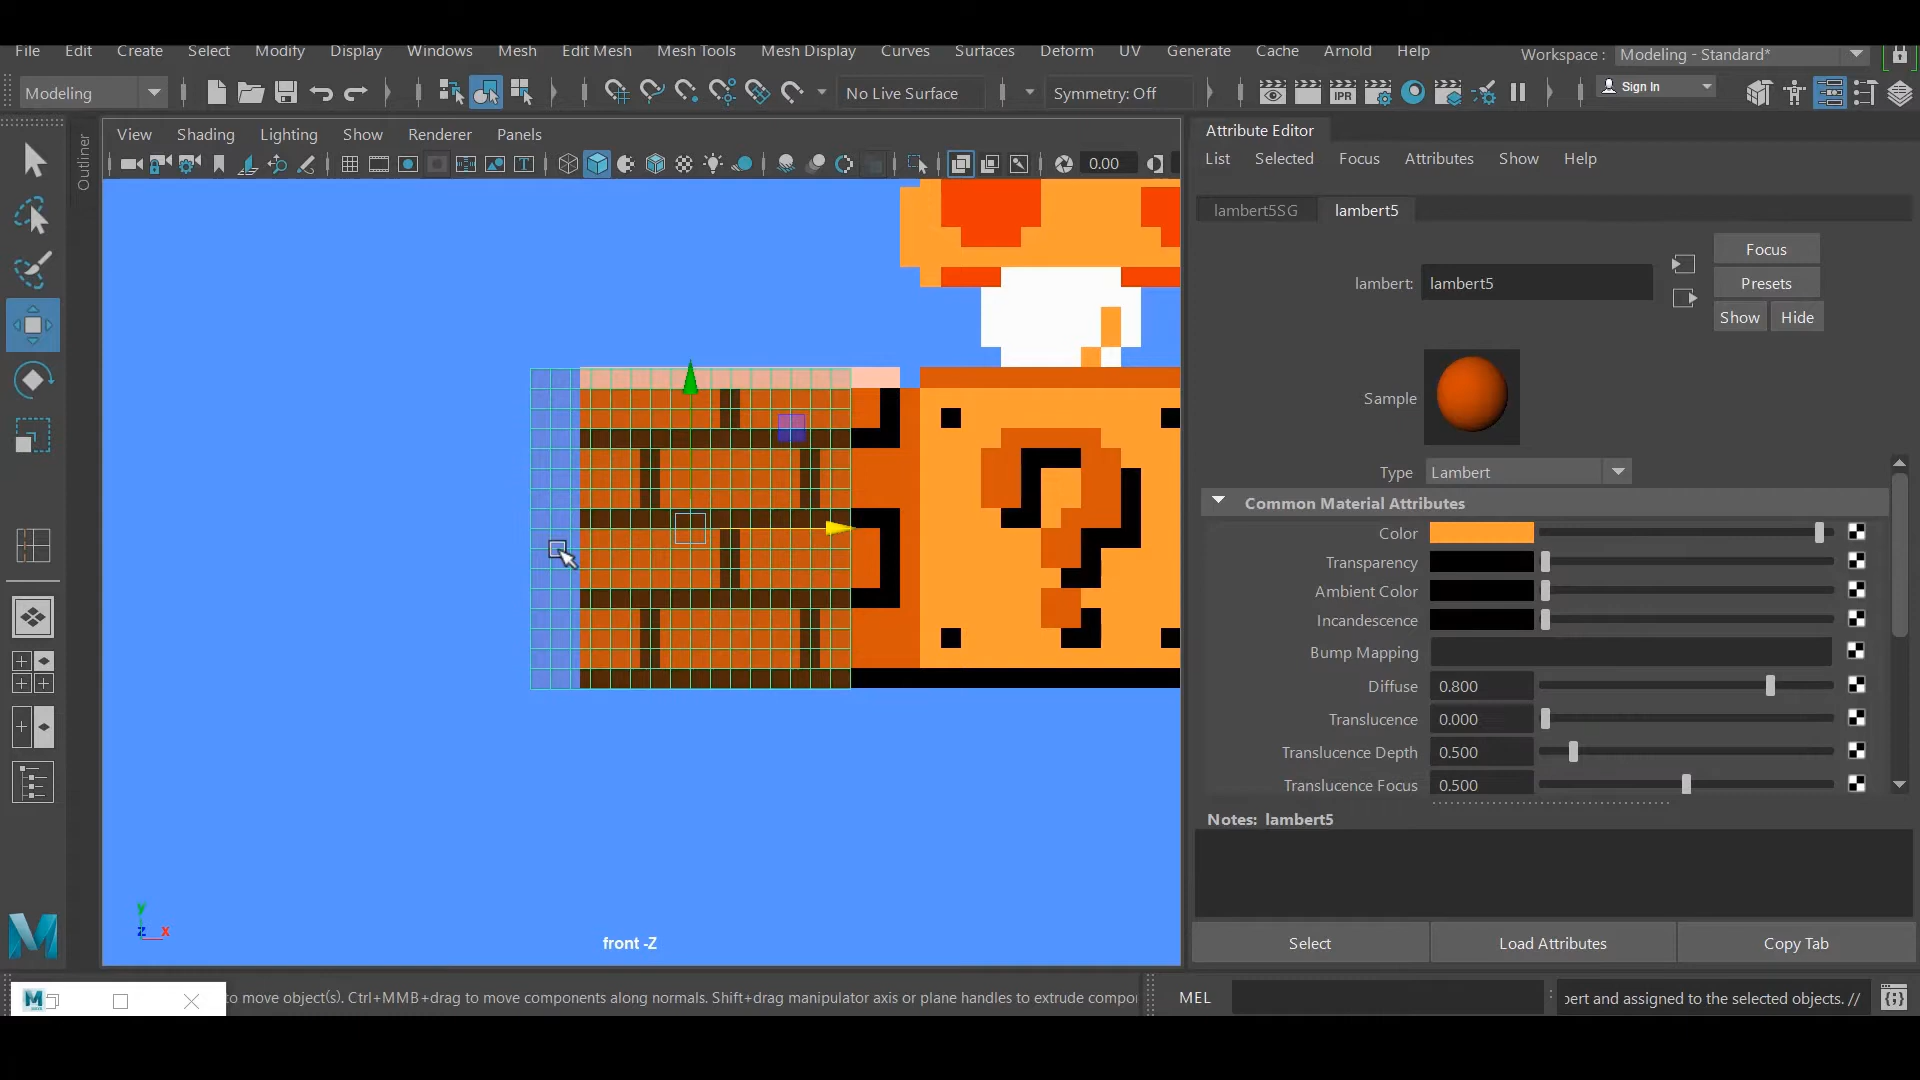 File Edit Create Select Modify Display Windows Mesh Edit Mesh Mesh Tools Mesh Display Curves Surfaces Deform UV Generate Cache Arnold Help Workspace : Modeling - Standard*
Modeling No Live Surface Symmetry: Off IPR Sign In
View Shading Lighting Show Renderer Panels
0.00
Outliner
front -Z
y
z x
Attribute Editor
List Selected Focus Attributes Show Help
lambert5SG lambert5
lambert: lambert5
Focus
Presets
Show Hide
Sample
Type Lambert
Common Material Attributes
Color
Transparency
Ambient Color
Incandescence
Bump Mapping
Diffuse 0.800
Translucence 0.000
Translucence Depth 0.500
Translucence Focus 0.500
Notes: lambert5
Select Load Attributes Copy Tab
M to move object(s). Ctrl+MMB+drag to move components along normals. Shift+drag manipulator axis or plane handles to extrude compo
MEL
and assigned to the selected objects. //